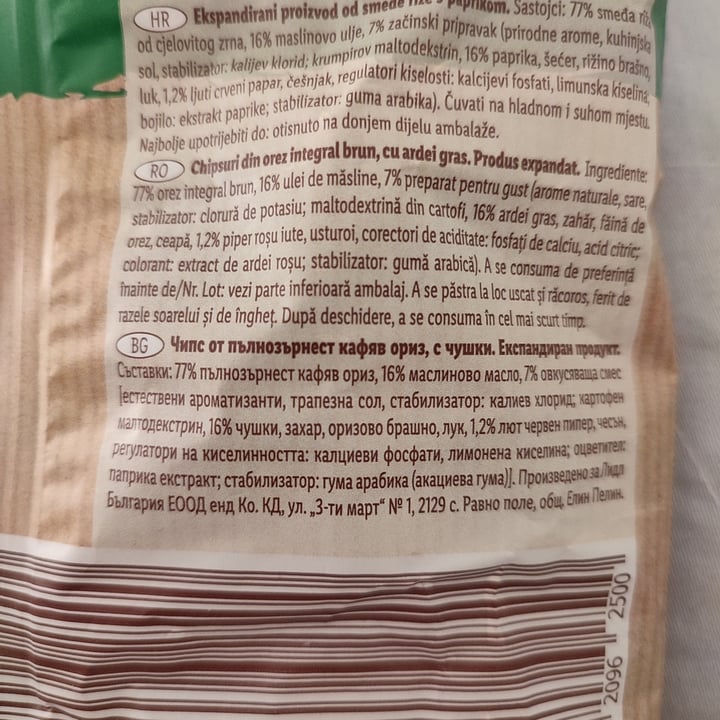 HR Ekspandirani proizvod od smeđe riže s paprikom. Sastojci: 77% smeđa riža
od cjelovitog zrna, 16% maslinovo ulje, 7% začinski pripravak (prirodne arome, kuhinjska
sol, stabilizator: kalijev klorid; krumpirov maltodekstrin, 16% paprika, šećer, rižino brašno,
luk, 1,2% ljuti crveni papar, češnjak, regulatori kiselosti: kalcijevi fosfati, limunska kiselina;
bojilo: ekstrakt paprike; stabilizator: guma arabika). Čuvati na hladnom i suhom mjestu.
Najbolje upotrijebiti do: otisnuto na donjem dijelu ambalaže.
RO Chipsuri din orez integral brun, cu ardei gras. Produs expandat. Ingrediente:
77% orez integral brun, 16% ulei de măsline, 7% preparat pentru gust (arome naturale, sare,
stabilizator: clorură de potasiu; maltodextrină din cartofi, 16% ardei gras, zahăr, făină de
orez, ceapă, 1,2% piper roșu iute, usturoi, corectori de aciditate: fosfați de calciu, acid citric;
colorant: extract de ardei roșu; stabilizator: gumă arabică). A se consuma de preferință
înainte de/Nr. Lot: vezi parte inferioară ambalaj. A se păstra la loc uscat și răcoros, ferit de
razele soarelui și de îngheț. După deschidere, a se consuma în cel mai scurt timp.
BG Чипс от пълнозърнест кафяв ориз, с чушки. Експандиран продукт.
Съставки: 77% пълнозърнест кафяв ориз, 16% маслиново масло, 7% овкусяваща смес
[естествени ароматизанти, трапезна сол, стабилизатор: калиев хлорид; картофен
малтодекстрин, 16% чушки, захар, оризово брашно, лук, 1,2% лют червен пипер, чесън,
регулатори на киселинността: калциеви фосфати, лимонена киселина; оцветител:
паприка екстракт; стабилизатор: гума арабика (акациева гума)]. Произведено за Лидл
България ЕООД енд Ко. КД, ул. „3-ти март“ № 1, 2129 с. Равно поле, общ. Елин Пелин.
2096 2500